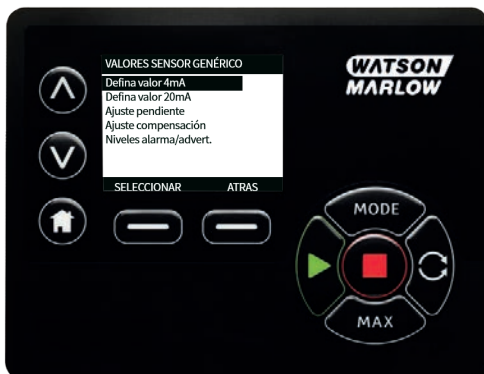 VALORES SENSOR GENÉRICO
Defina valor 4mA
Defina valor 20mA
Ajuste pendiente
Ajuste compensación
Niveles alarma/advert.
SELECCIONAR ATRAS
WATSON
MARLOW
MODE
MAX